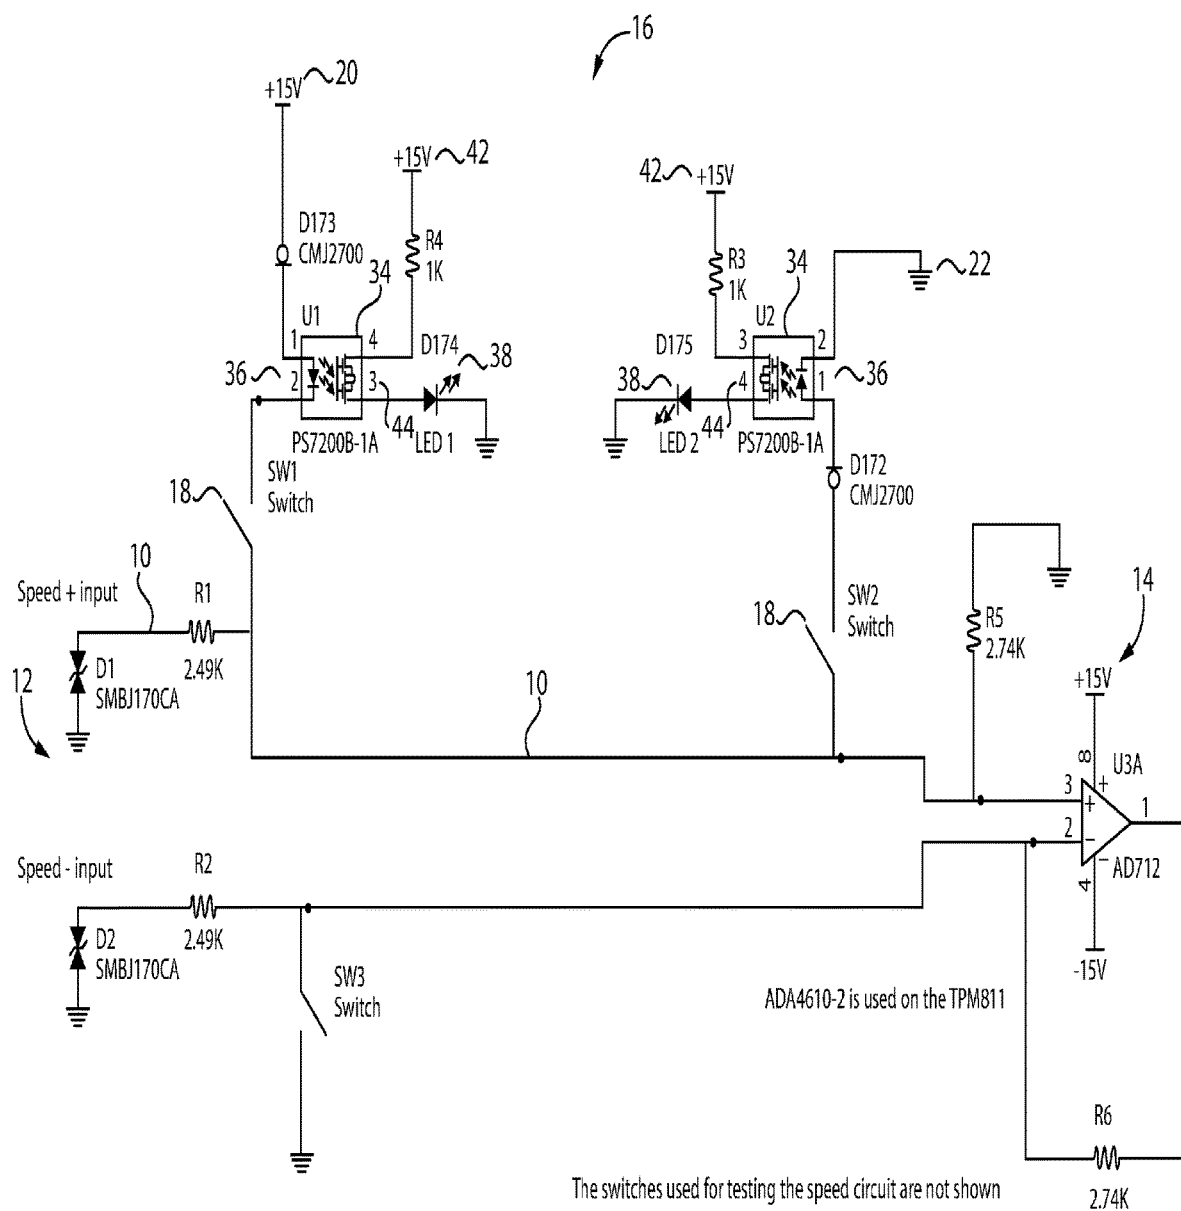 16
+15V 20
+15V 42
42 +15V
D173
CMJ2700
R4
1K
R3
1K
34
34
22
U1
U2
1
4
3
2
D174
D175
36
2
3
38
38
4
1
36
44
44
PS7200B-1A
LED 1
LED 2
PS7200B-1A
SW1
Switch
D172
CMJ2700
18
10
Speed + input
R1
18
SW2
Switch
R5
2.74K
14
2.49K
D1
SMBJ170CA
12
10
+15V
8
U3A
+
3
+
1
2
−
−
AD712
4
Speed - input
R2
2.49K
D2
SMBJ170CA
SW3
Switch
-15V
ADA4610-2 is used on the TPM811
R6
2.74K
The switches used for testing the speed circuit are not shown